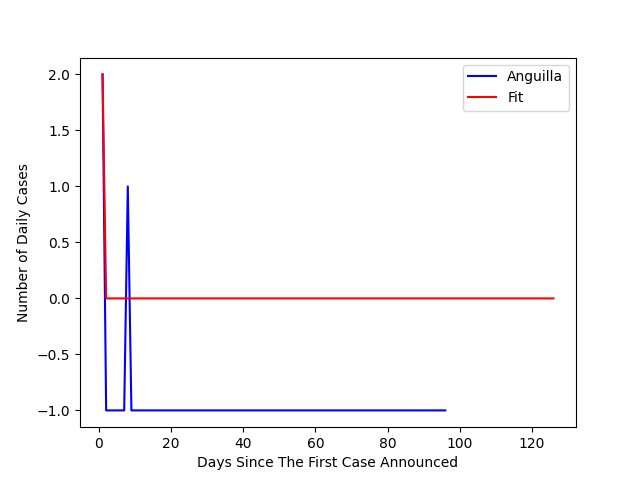 Anguilla
Fit
2.0
1.5
1.0
0.5
0.0
−0.5
−1.0
Number of Daily Cases
0 20 40 60 80 100 120
Days Since The First Case Announced